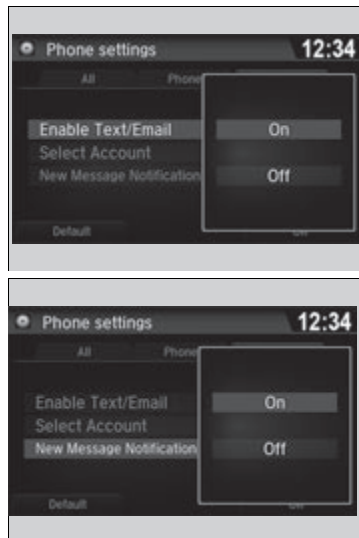 Phone settings 12:34
All Phone
Enable Text/Email On
Select Account
New Message Notification Off
Default
Phone settings 12:34
All Phone
Enable Text/Email On
Select Account
New Message Notification Off
Default